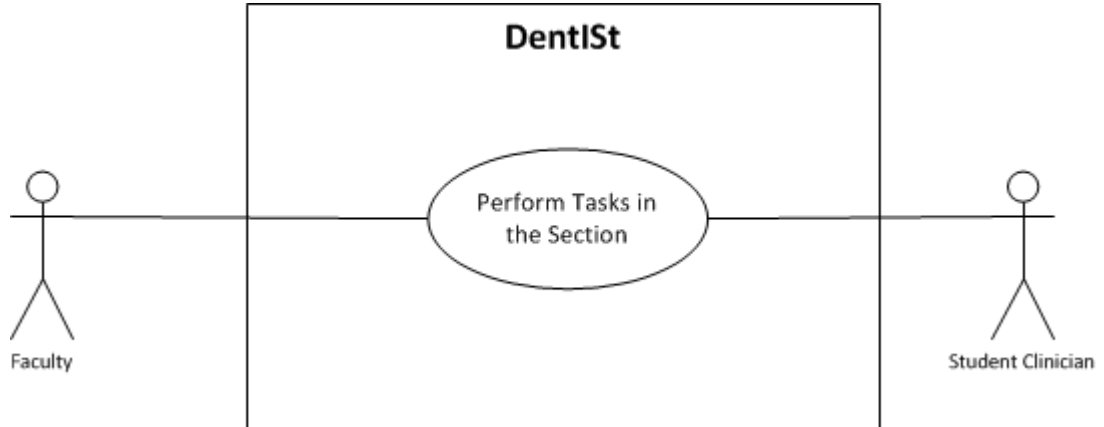 DentISt
Perform Tasks in
the Section
Faculty
Student Clinician